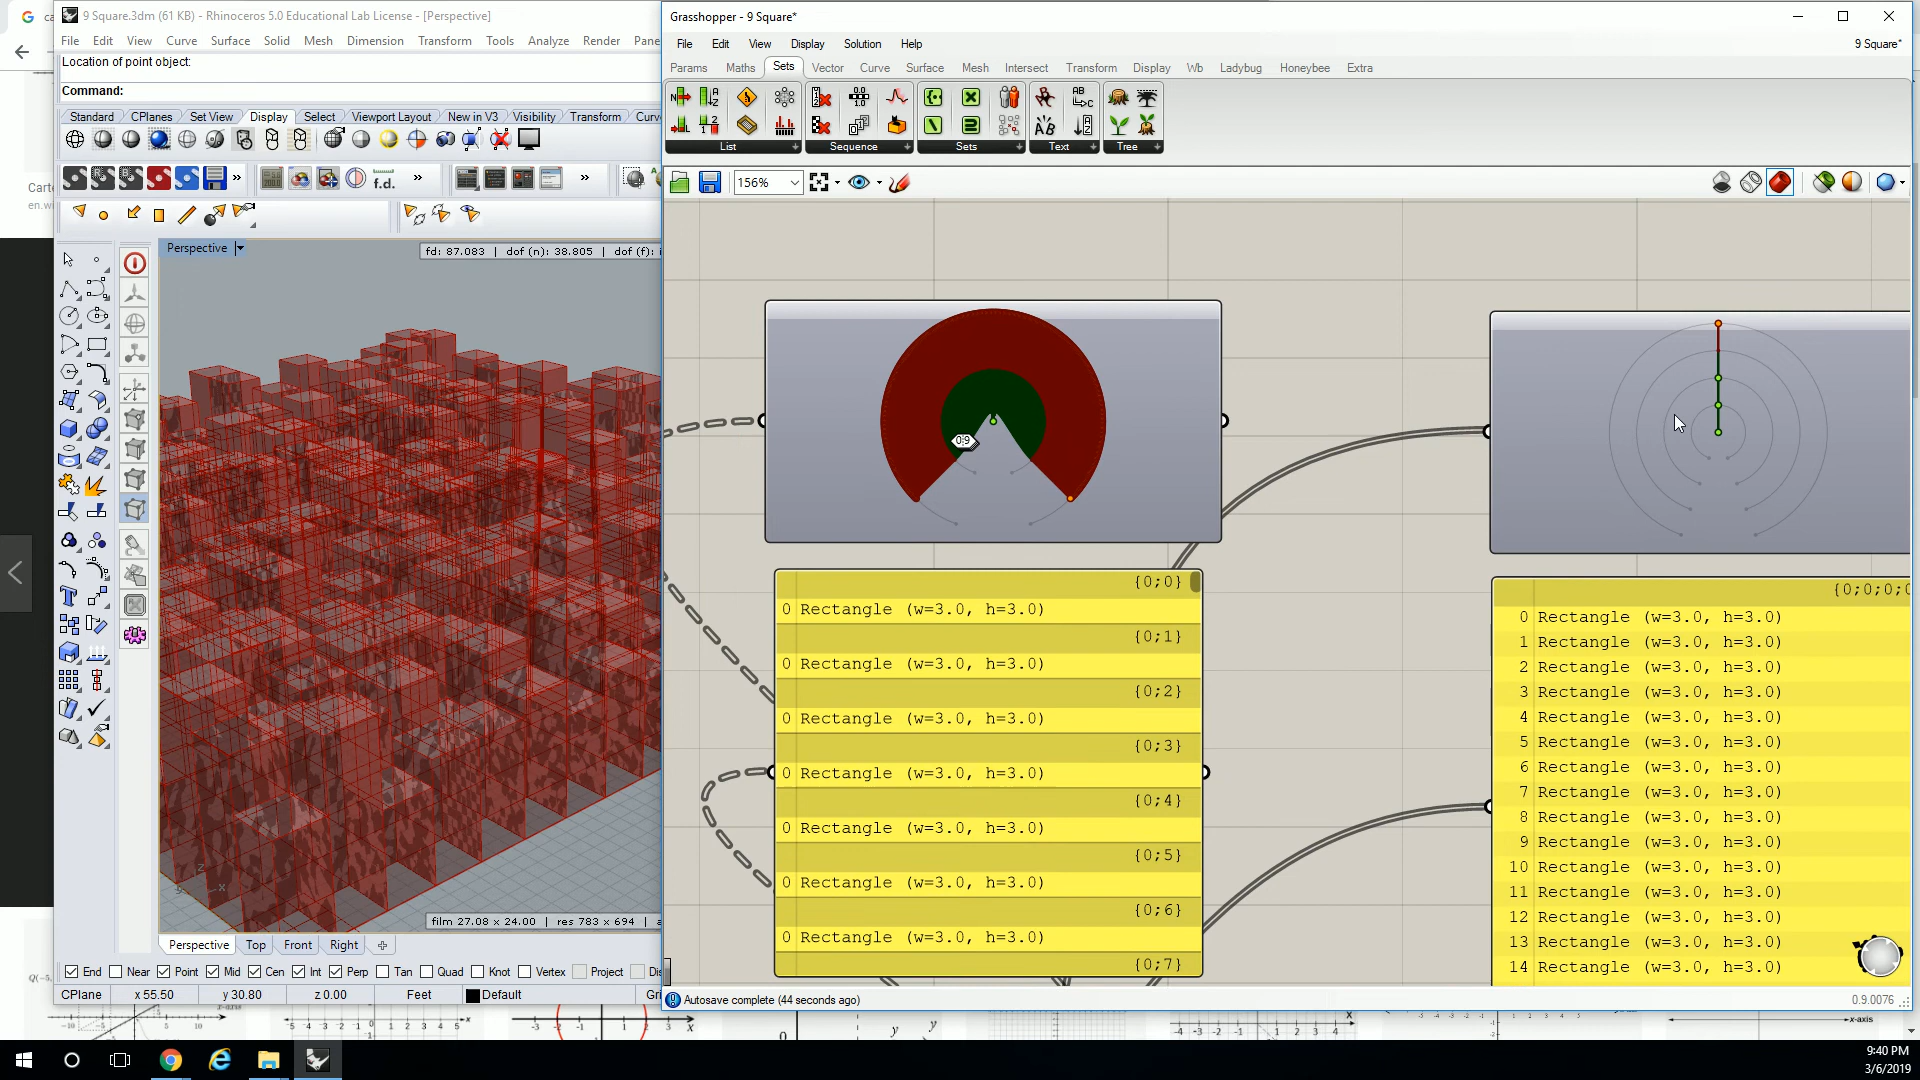 9 Square.3dm (61 KB) - Rhinoceros 5.0 Educational Lab License - [Perspective]
File Edit View Curve Surface Solid Mesh Dimension Transform Tools Analyze Render Pane
Location of point object:
Command:
Standard CPlanes Set View Display Select Viewport Layout New in V3 Visibility Transform Curv
f.d.
Perspective
fd: 87.083 | dof (n): 38.805 | dof (f): i
film 27.08 x 24.00 | res 783 x 694 | a
Perspective Top Front Right
End Near Point Mid Cen Int Perp Tan Quad Knot Vertex Project Dis
CPlane x 55.50 y 30.80 z 0.00 Feet Default Gri
Grasshopper - 9 Square*
File Edit View Display Solution Help
9 Square*
Params Maths Sets Vector Curve Surface Mesh Intersect Transform Display Wb Ladybug Honeybee Extra
List Sequence Sets Text Tree
156%
0:9
{0;0}
0 Rectangle (w=3.0, h=3.0)
{0;1}
0 Rectangle (w=3.0, h=3.0)
{0;2}
0 Rectangle (w=3.0, h=3.0)
{0;3}
0 Rectangle (w=3.0, h=3.0)
{0;4}
0 Rectangle (w=3.0, h=3.0)
{0;5}
0 Rectangle (w=3.0, h=3.0)
{0;6}
0 Rectangle (w=3.0, h=3.0)
{0;7}
{0;0;0;0
0 Rectangle (w=3.0, h=3.0)
1 Rectangle (w=3.0, h=3.0)
2 Rectangle (w=3.0, h=3.0)
3 Rectangle (w=3.0, h=3.0)
4 Rectangle (w=3.0, h=3.0)
5 Rectangle (w=3.0, h=3.0)
6 Rectangle (w=3.0, h=3.0)
7 Rectangle (w=3.0, h=3.0)
8 Rectangle (w=3.0, h=3.0)
9 Rectangle (w=3.0, h=3.0)
10 Rectangle (w=3.0, h=3.0)
11 Rectangle (w=3.0, h=3.0)
12 Rectangle (w=3.0, h=3.0)
13 Rectangle (w=3.0, h=3.0)
14 Rectangle (w=3.0, h=3.0)
Autosave complete (44 seconds ago)
0.9.0076
Carte
en.wi
9:40 PM
3/6/2019